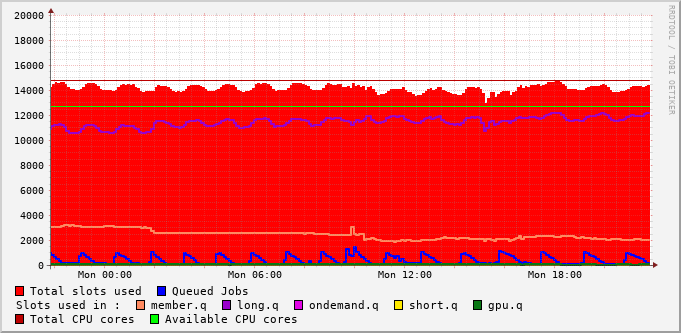 20000
18000
16000
14000
12000
10000
8000
6000
4000
2000
0
Mon 00:00 Mon 06:00 Mon 12:00 Mon 18:00
Total slots used Queued Jobs
Slots used in : member.q long.q ondemand.q short.q gpu.q
Total CPU cores Available CPU cores
RRDTOOL / TOBI OETIKER